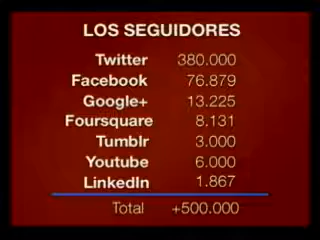 LOS SEGUIDORES
Twitter 380.000
Facebook 76.879
Google+ 13.225
Foursquare 8.131
Tumblr 3.000
Youtube 6.000
LinkedIn 1.867
Total +500.000